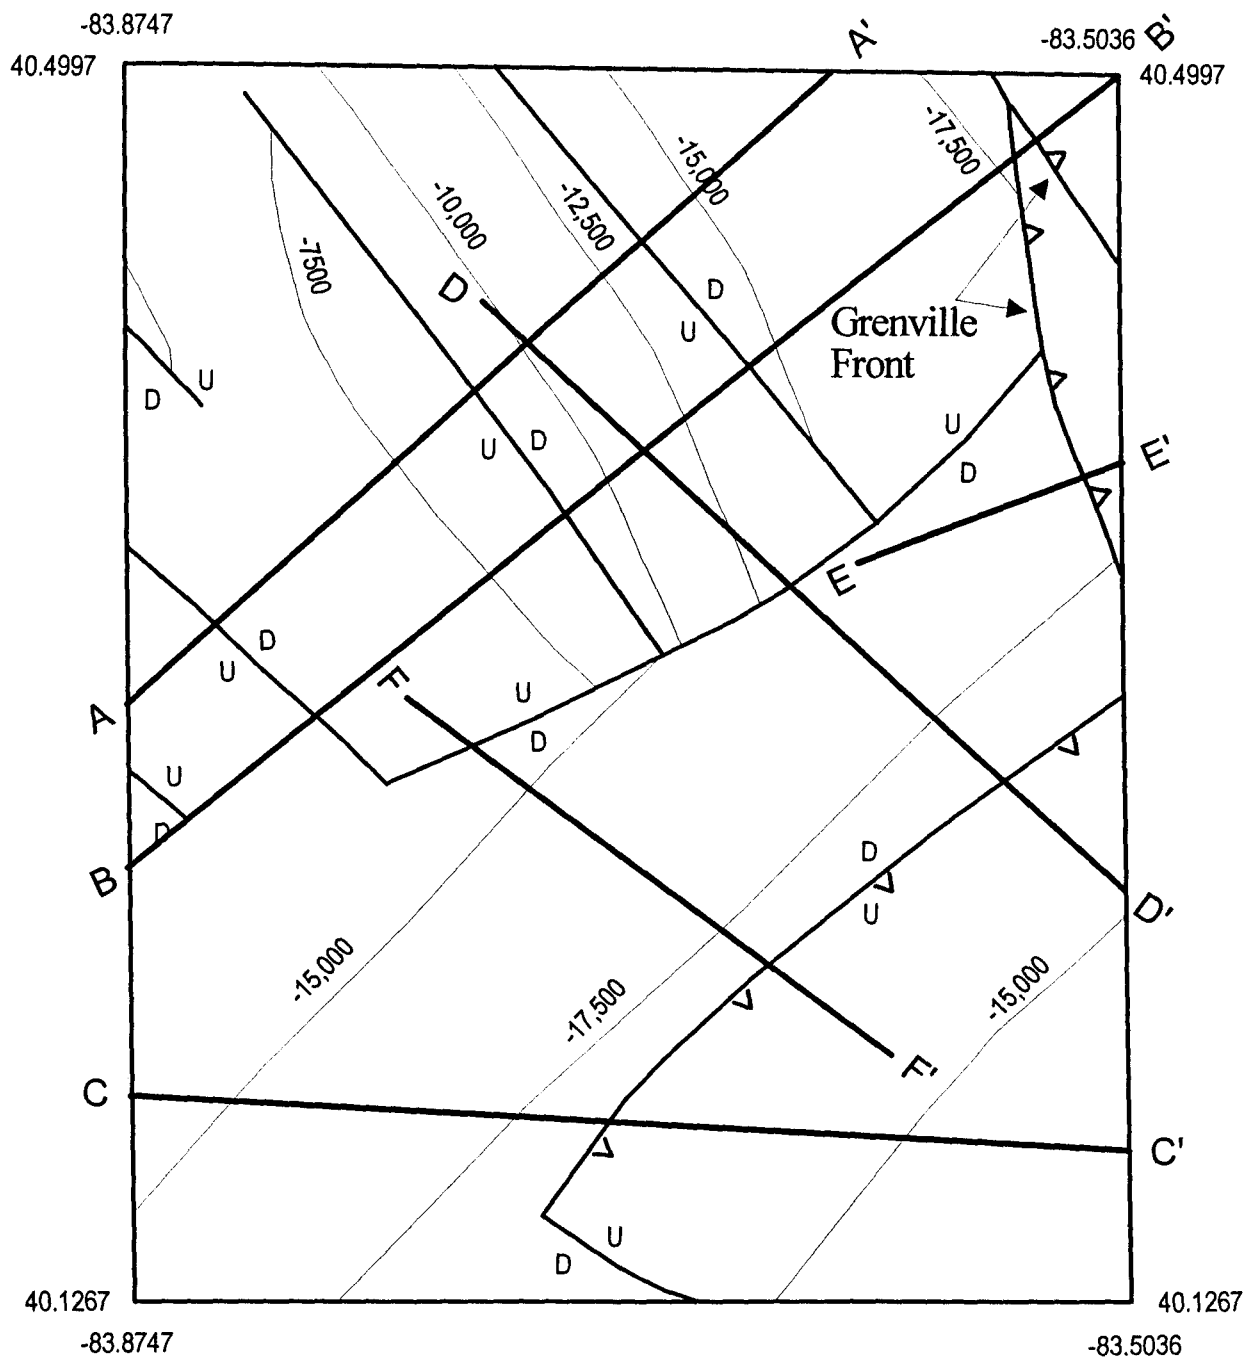 -83.8747
A'
-83.5036
B'
40.4997
40.4997
-17,500
-15,000
-10,000
-12,500
-7500
D
D
U
Grenville
Front
U
D
U
D
U
D
U
D
E'
E
D
U
F
U
D
A
U
D
B
D
U
D'
-15,000
-17,500
-15,000
F'
C
C'
U
D
40.1267
40.1267
-83.8747
-83.5036